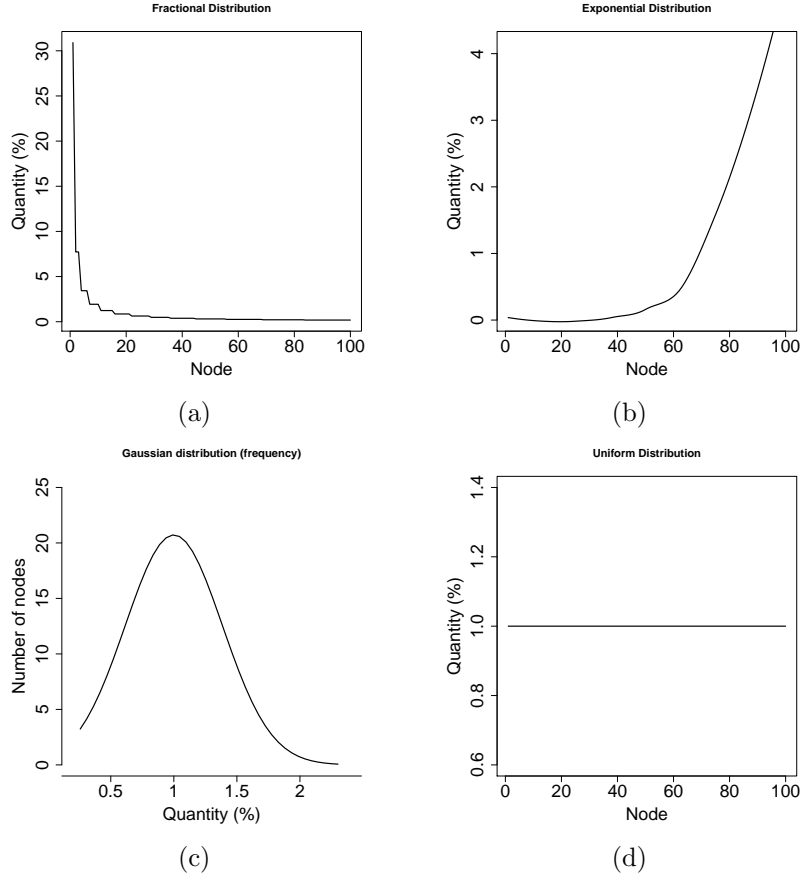 Fractional Distribution
30
25
20
15
10
5
0
Quantity (%)
0 20 40 60 80 100
Node
(a)
Exponential Distribution
4
3
2
1
0
Quantity (%)
0 20 40 60 80 100
Node
(b)
Gaussian distribution (frequency)
25
20
15
10
5
0
Number of nodes
0.5 1 1.5 2
Quantity (%)
(c)
Uniform Distribution
1.4
1.2
1.0
0.8
0.6
Quantity (%)
0 20 40 60 80 100
Node
(d)